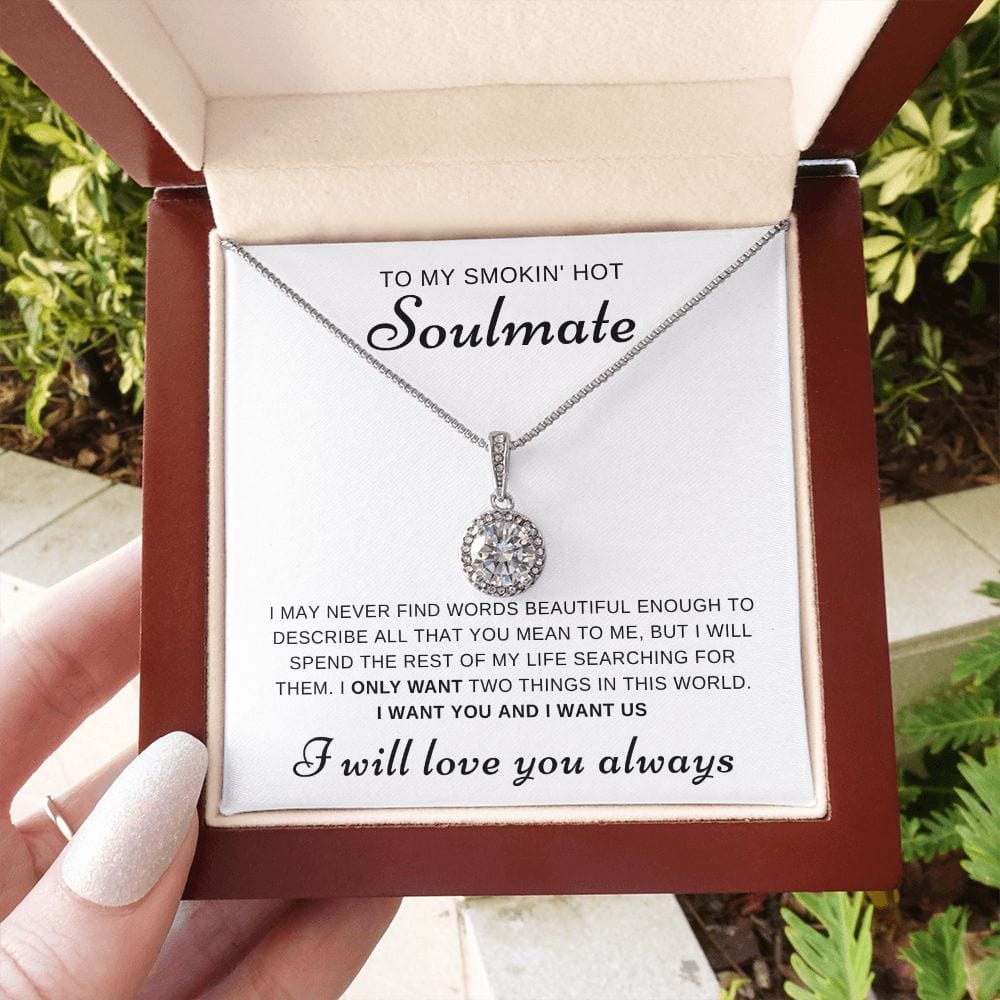 TO MY SMOKIN' HOT
Soulmate
I MAY NEVER FIND WORDS BEAUTIFUL ENOUGH TO
DESCRIBE ALL THAT YOU MEAN TO ME, BUT I WILL
SPEND THE REST OF MY LIFE SEARCHING FOR
THEM. I ONLY WANT TWO THINGS IN THIS WORLD.
I WANT YOU AND I WANT US
I will love you always